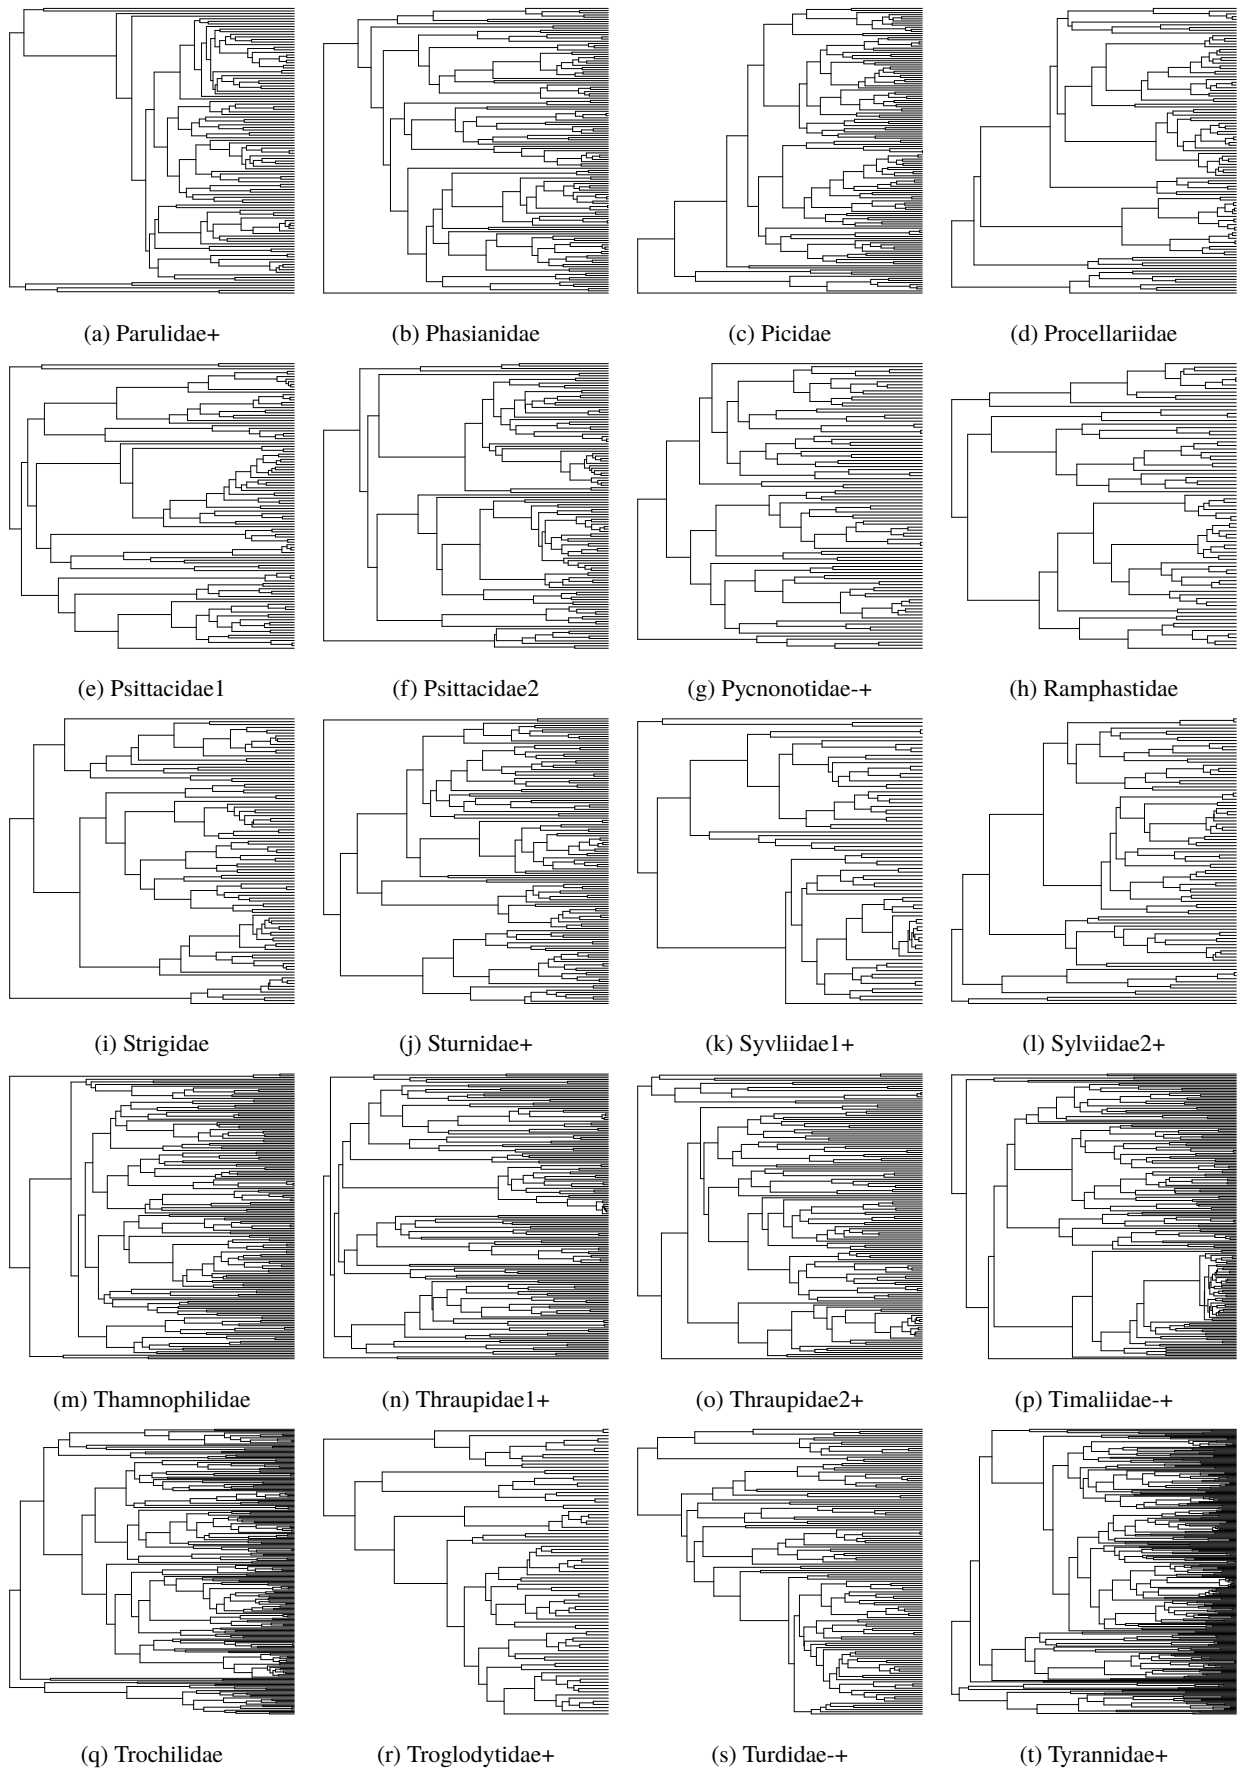 (a) Parulidae+
(b) Phasianidae
(c) Picidae
(d) Procellariidae
(e) Psittacidae1
(f) Psittacidae2
(g) Pycnonotidae-+
(h) Ramphastidae
(i) Strigidae
(j) Sturnidae+
(k) Syvliidae1+
(l) Sylviidae2+
(m) Thamnophilidae
(n) Thraupidae1+
(o) Thraupidae2+
(p) Timaliidae-+
(q) Trochilidae
(r) Troglodytidae+
(s) Turdidae-+
(t) Tyrannidae+